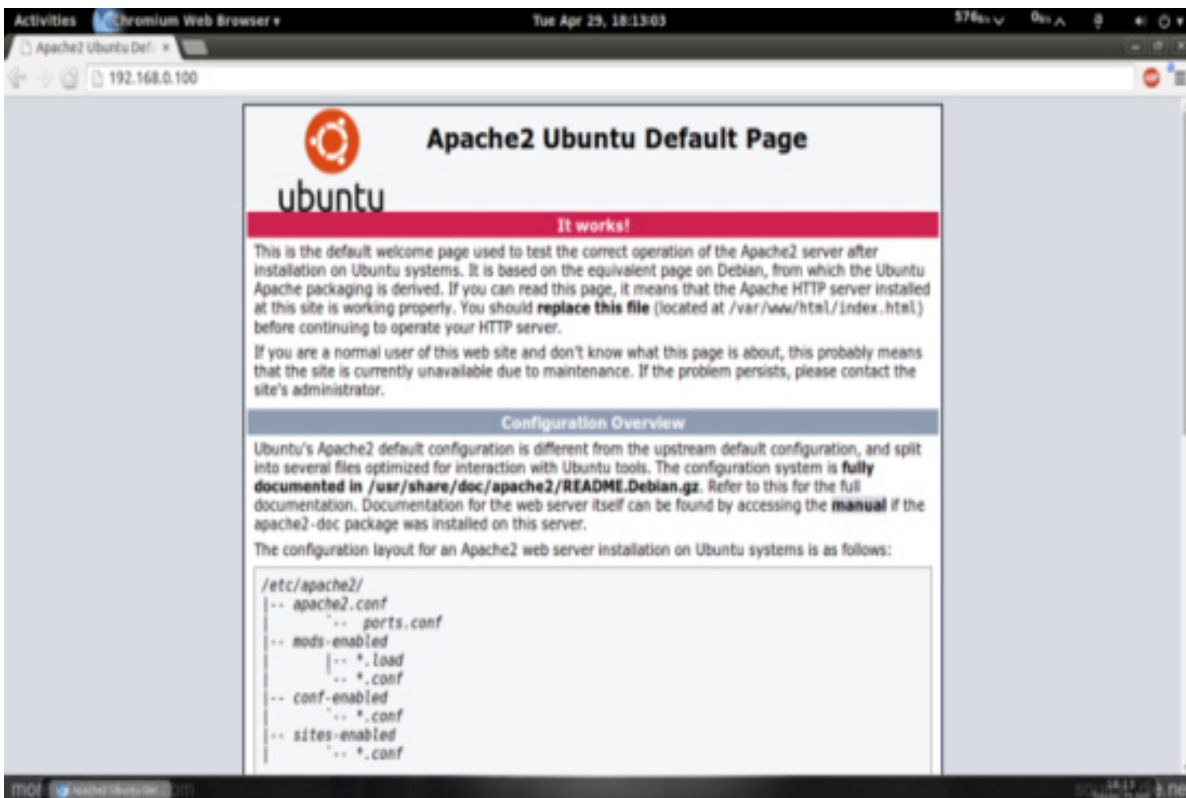 Activities Chromium Web Browser Tue Apr 29, 18:13:03
Apache2 Ubuntu Def
192.168.0.100
ubuntu
Apache2 Ubuntu Default Page
It works!
This is the default welcome page used to test the correct operation of the Apache2 server after
installation on Ubuntu systems. It is based on the equivalent page on Debian, from which the Ubuntu
Apache packaging is derived. If you can read this page, it means that the Apache HTTP server installed
at this site is working properly. You should replace this file (located at /var/www/html/index.html)
before continuing to operate your HTTP server.
If you are a normal user of this web site and don't know what this page is about, this probably means
that the site is currently unavailable due to maintenance. If the problem persists, please contact the
site's administrator.
Configuration Overview
Ubuntu's Apache2 default configuration is different from the upstream default configuration, and split
into several files optimized for interaction with Ubuntu tools. The configuration system is fully
documented in /usr/share/doc/apache2/README.Debian.gz. Refer to this for the full
documentation. Documentation for the web server itself can be found by accessing the manual if the
apache2-doc package was installed on this server.
The configuration layout for an Apache2 web server installation on Ubuntu systems is as follows:
/etc/apache2/
|-- apache2.conf
|   `-- ports.conf
|-- mods-enabled
|   |-- *.load
|   `-- *.conf
|-- conf-enabled
|   `-- *.conf
|-- sites-enabled
|   `-- *.conf
18:13